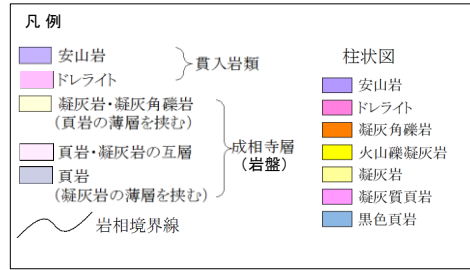 凡 例
安山岩
ドレライト
貫入岩類
凝灰岩・凝灰角礫岩
(頁岩の薄層を挟む)
頁岩・凝灰岩の互層
頁岩
(凝灰岩の薄層を挟む)
成相寺層
(岩盤)
岩相境界線
柱状図
安山岩
ドレライト
凝灰角礫岩
火山礫凝灰岩
凝灰岩
凝灰質頁岩
黒色頁岩